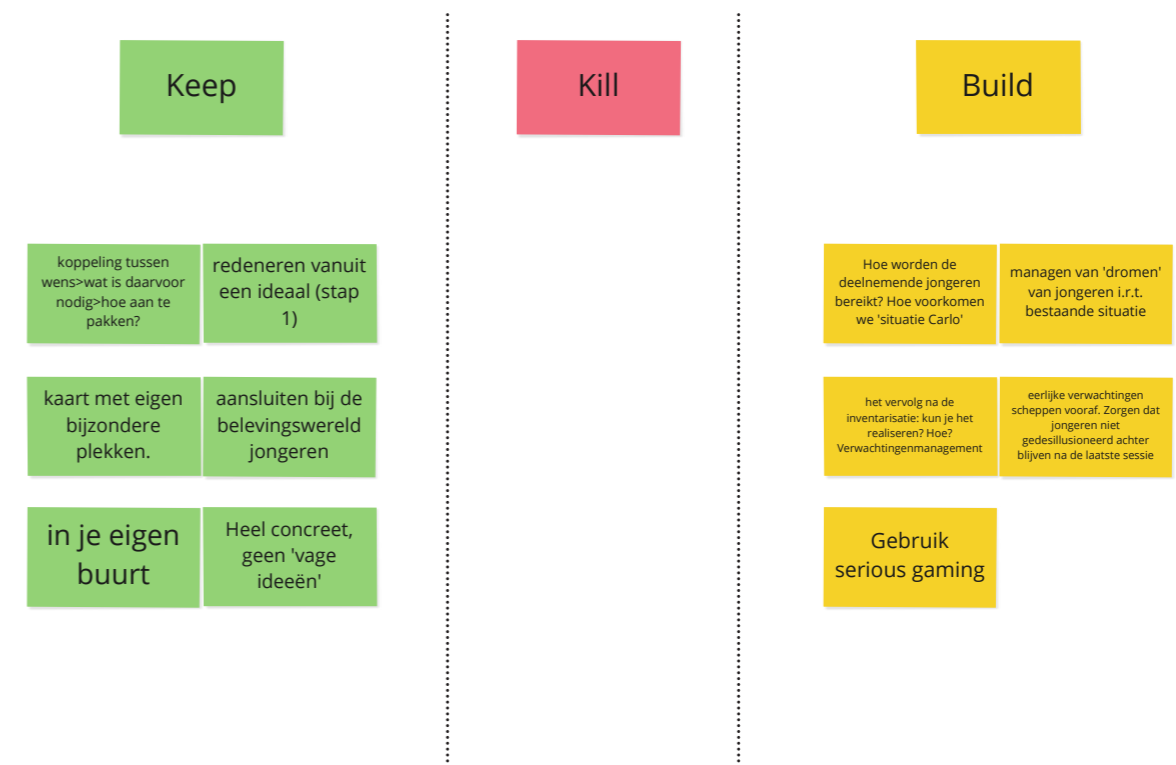 Keep
Kill
Build
koppeling tussen
wens>wat is daarvoor
nodig>hoe aan te
pakken?
redeneren vanuit
een ideaal (stap
1)
kaart met eigen
bijzondere
plekken.
aansluiten bij de
belevingswereld
jongeren
in je eigen
buurt
Heel concreet,
geen 'vage
ideeën'
Hoe worden de
deelnemende jongeren
bereikt? Hoe voorkomen
we 'situatie Carlo'
managen van 'dromen'
van jongeren i.r.t.
bestaande situatie
het vervolg na de
inventarisatie: kun je het
realiseren? Hoe?
Verwachtingenmanagement
eerlijke verwachtingen
scheppen vooraf. Zorgen dat
jongeren niet
gedesillusioneerd achter
blijven na de laatste sessie
Gebruik
serious gaming